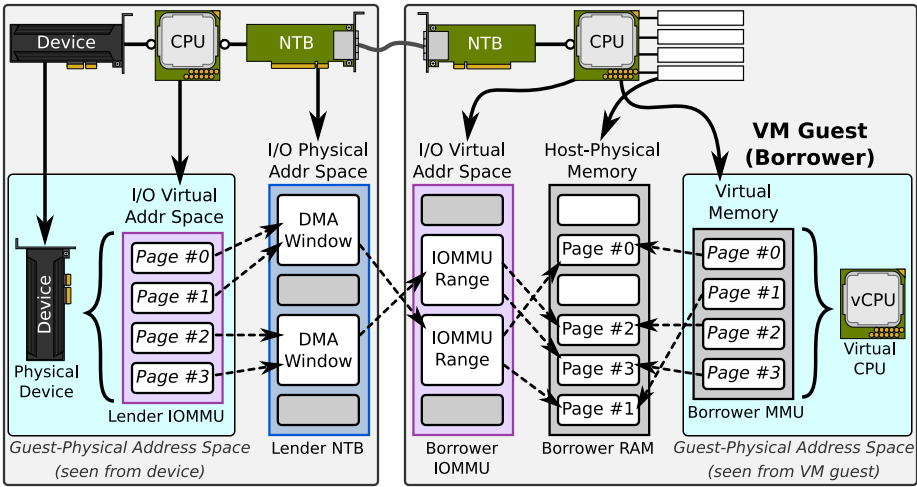 Device
CPU
NTB
NTB
CPU
VM Guest
(Borrower)
I/O Physical
Addr Space
I/O Virtual
Addr Space
Host-Physical
Memory
I/O Virtual
Addr Space
Virtual
Memory
Device
Physical
Device
Page #0
Page #1
Page #2
Page #3
Lender IOMMU
Guest-Physical Address Space
(seen from device)
DMA
Window
DMA
Window
Lender NTB
IOMMU
Range
IOMMU
Range
Borrower
IOMMU
Page #0
Page #2
Page #3
Page #1
Borrower RAM
Page #0
Page #1
Page #2
Page #3
Borrower MMU
vCPU
Virtual
CPU
Guest-Physical Address Space
(seen from VM guest)